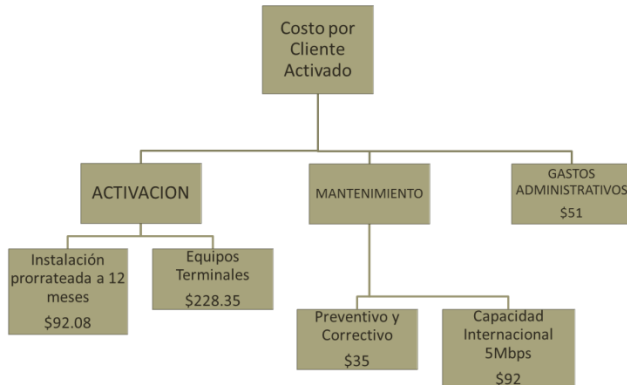 Costo por
Cliente
Activado
ACTIVACION
MANTENIMIENTO
GASTOS
ADMINISTRATIVOS
$51
Instalación
prorrateada a 12
meses
$92.08
Equipos
Terminales
$228.35
Preventivo y
Correctivo
$35
Capacidad
Internacional
5Mbps
$92